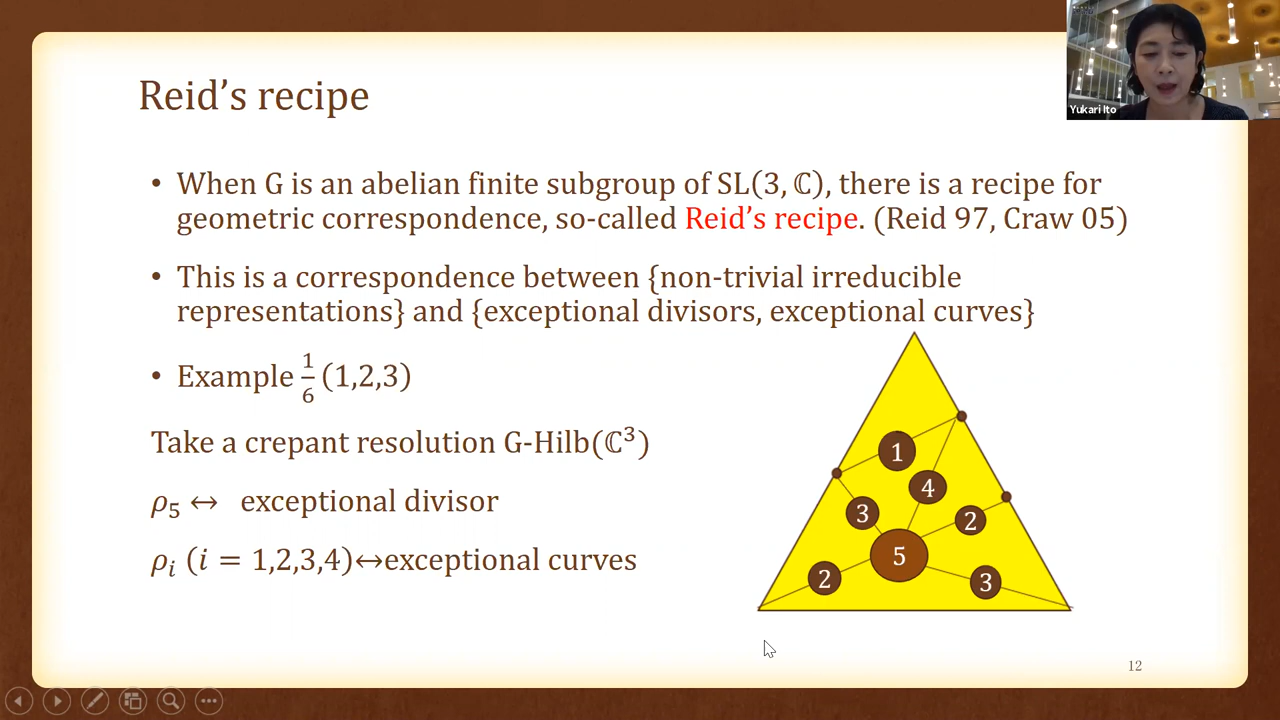 Reid's recipe
Yukari Ito
• When G is an abelian finite subgroup of SL(3, ℂ), there is a recipe for
geometric correspondence, so-called Reid's recipe. (Reid 97, Craw 05)
• This is a correspondence between {non-trivial irreducible
representations} and {exceptional divisors, exceptional curves}
• Example 1/6 (1,2,3)
Take a crepant resolution G-Hilb(ℂ³)
ρ₅ ↔ exceptional divisor
ρᵢ (i = 1,2,3,4)↔exceptional curves
1
4
3
2
5
2
3
12